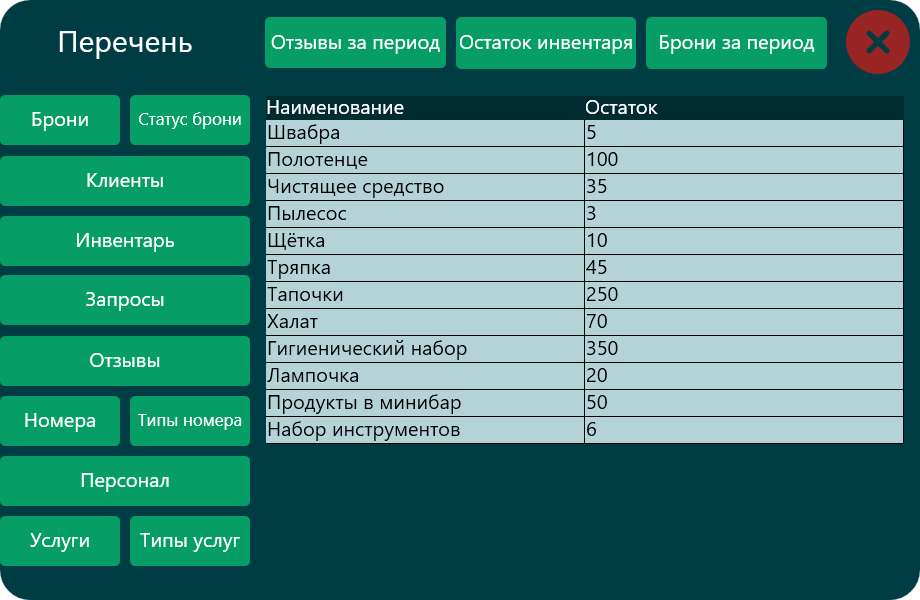 Перечень
Отзывы за период
Остаток инвентаря
Брони за период
Брони
Статус брони
Клиенты
Инвентарь
Запросы
Отзывы
Номера
Типы номера
Персонал
Услуги
Типы услуг
Наименование Остаток
Швабра 5
Полотенце 100
Чистящее средство 35
Пылесос 3
Щётка 10
Тряпка 45
Тапочки 250
Халат 70
Гигиенический набор 350
Лампочка 20
Продукты в минибар 50
Набор инструментов 6